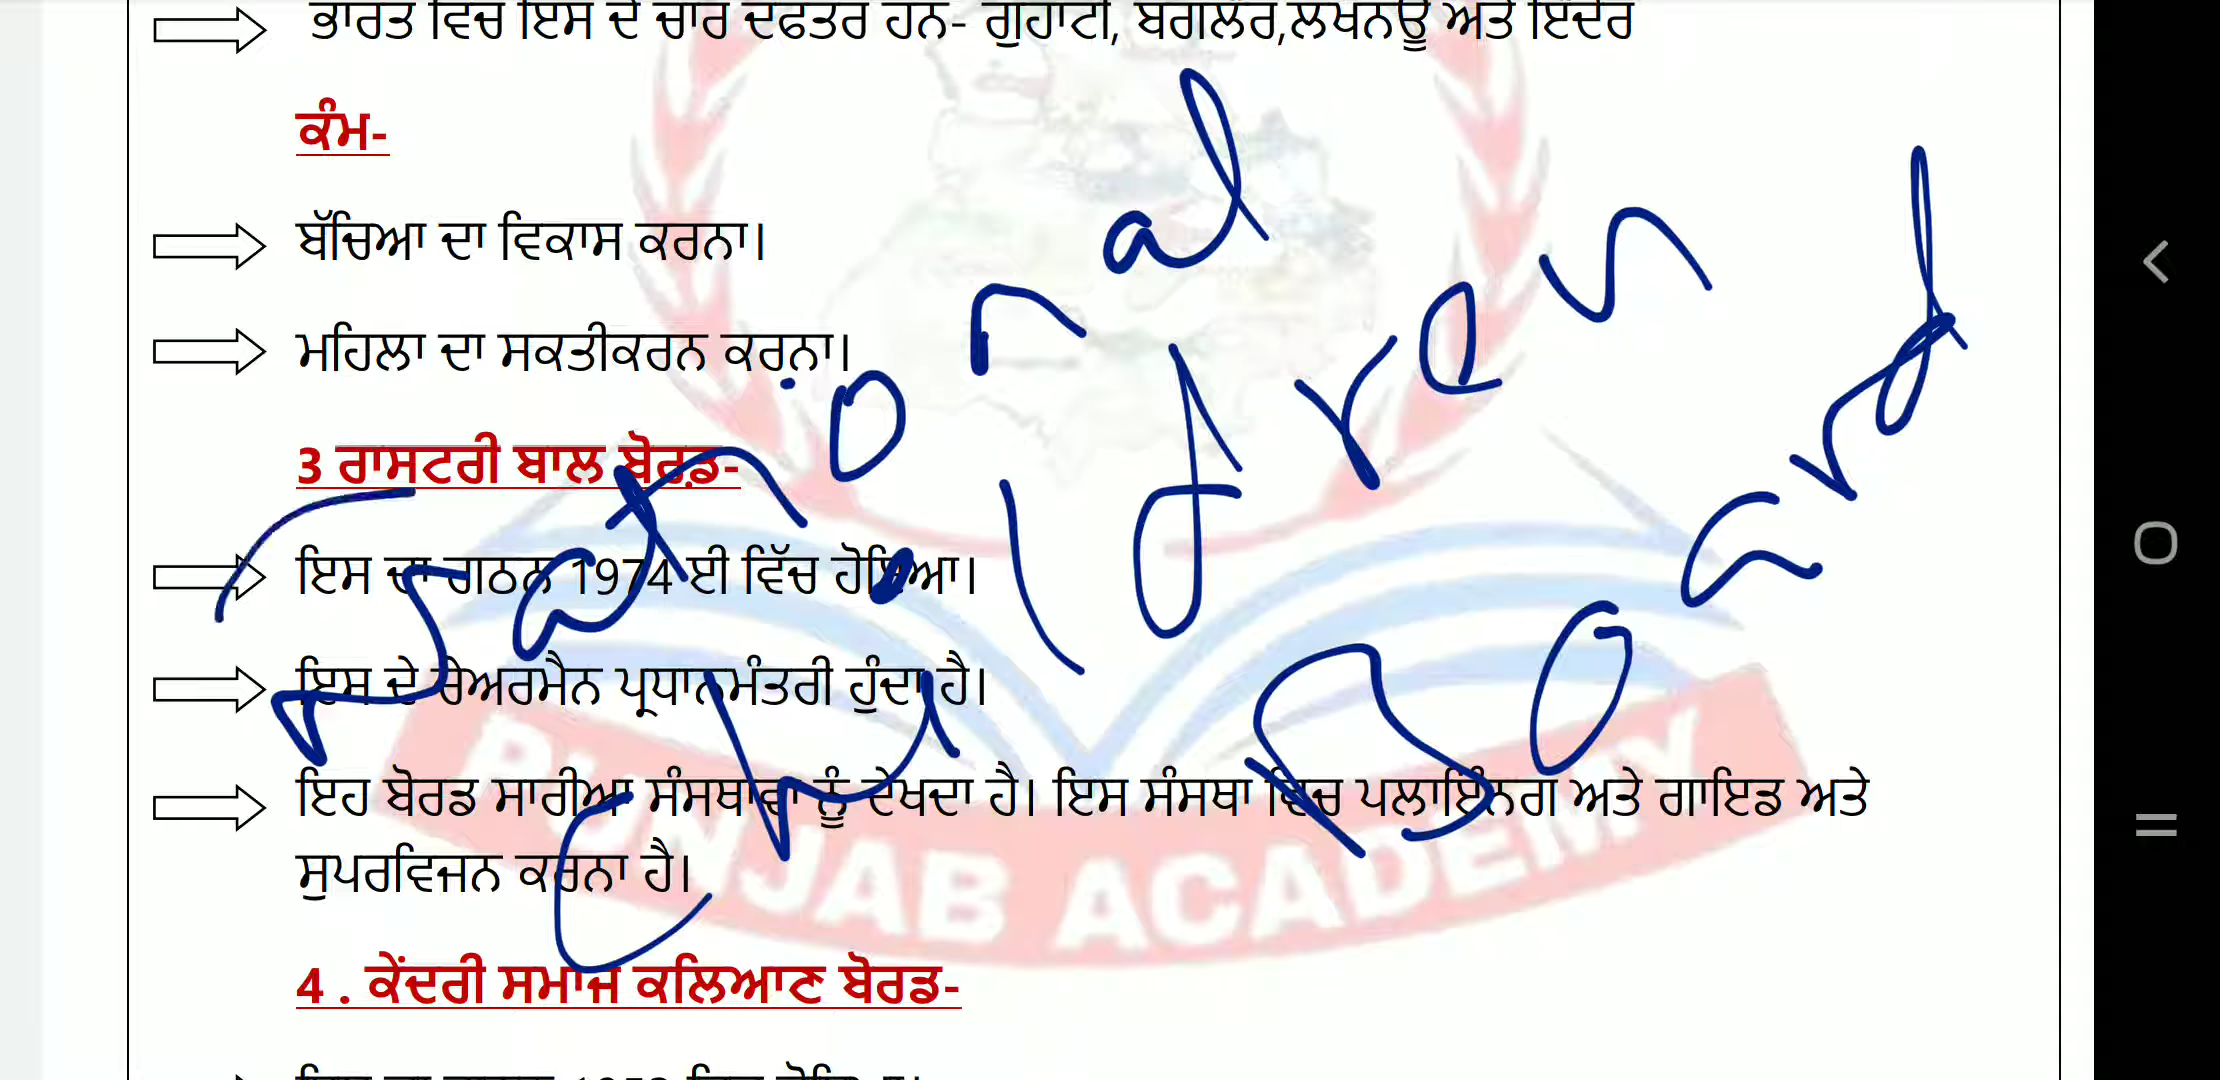 ਭਾਰਤ ਵਿਚ ਇਸ ਦੇ ਚਾਰ ਦਫਤਰ ਹਨ- ਗੁਹਾਟੀ, ਬਗਲੌਰ,ਲਖਨਊ ਅਤੇ ਇੰਦੌਰ
ਕੰਮ-
ਬੱਚਿਆ ਦਾ ਵਿਕਾਸ ਕਰਨਾ।
ਮਹਿਲਾ ਦਾ ਸਕਤੀਕਰਨ ਕਰਨਾ।
3 ਰਾਸਟਰੀ ਬਾਲ ਬੋਰਡ਼-
ਇਸ ਦਾ ਗਠਨ 1974 ਈ ਵਿੱਚ ਹੋਇਆ।
ਇਸ ਦੇ ਚੇਅਰਮੈਨ ਪ੍ਰਧਾਨਮੰਤਰੀ ਹੁੰਦਾ ਹੈ।
ਇਹ ਬੋਰਡ ਸਾਰੀਆ ਸੰਸਥਾਵਾ ਨੂੰ ਦੇਖਦਾ ਹੈ। ਇਸ ਸੰਸਥਾ ਵਿਚ ਪਲਾਇੰਨਗ ਅਤੇ ਗਾਇਡ ਅਤੇ
ਸੁਪਰਵਿਜਨ ਕਰਨਾ ਹੈ।
4 . ਕੇਂਦਰੀ ਸਮਾਜ ਕਲਿਆਣ ਬੋਰਡ-
National
Children
Board
PUNJAB ACADEMY